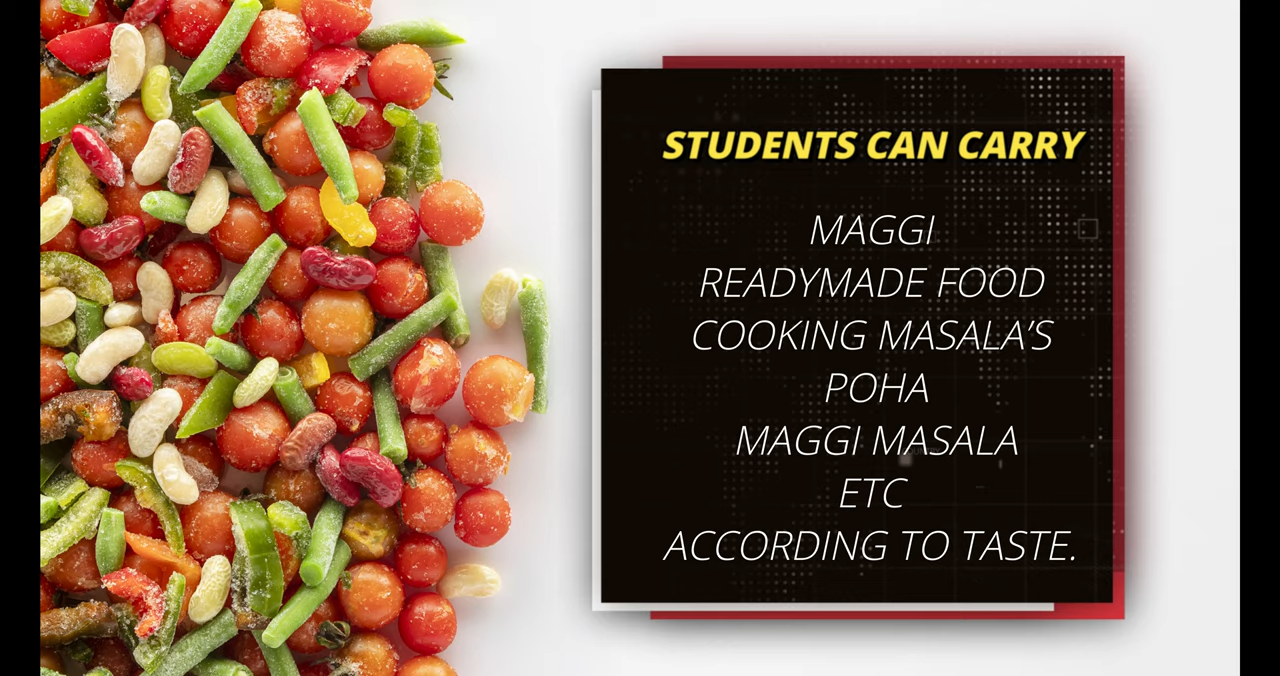 STUDENTS CAN CARRY
MAGGI
READYMADE FOOD
COOKING MASALA’S
POHA
MAGGI MASALA
ETC
ACCORDING TO TASTE.